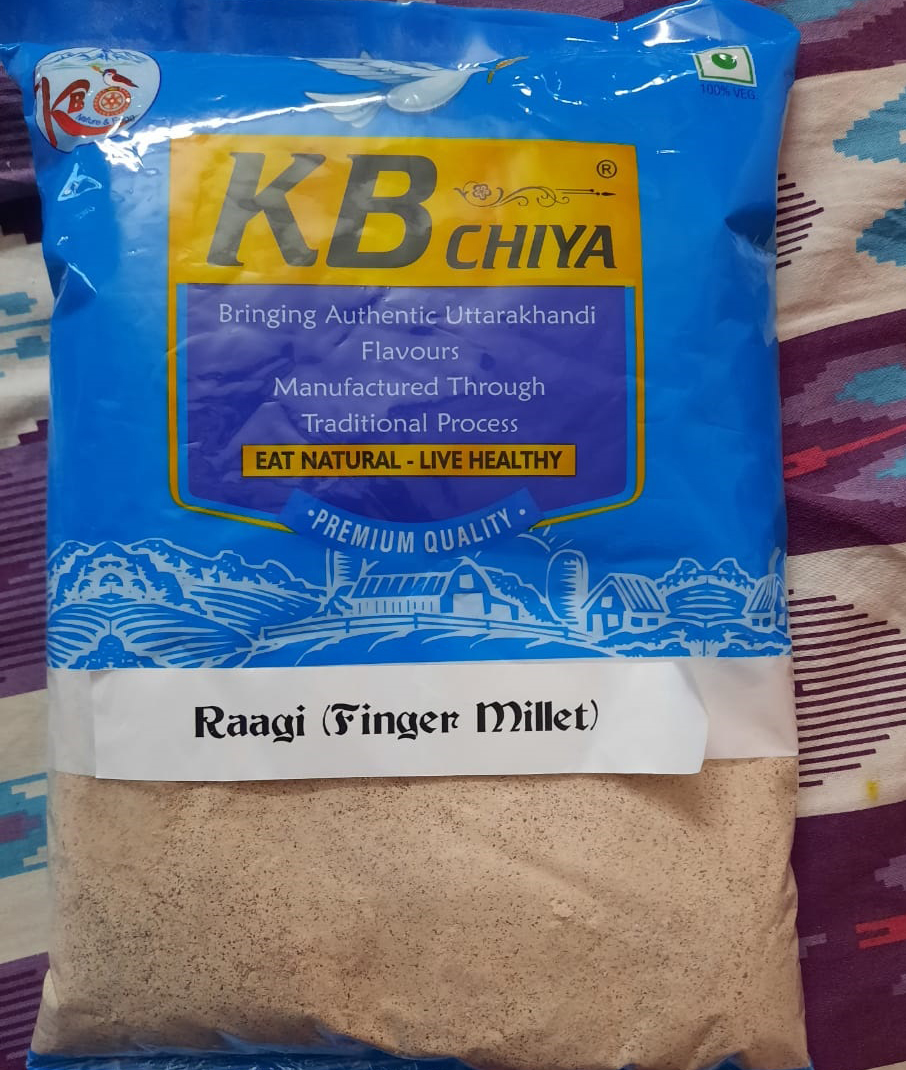 KB
Nature &
100% VEG.
KB ®
CHIYA
Bringing Authentic Uttarakhandi
Flavours
Manufactured Through
Traditional Process
EAT NATURAL - LIVE HEALTHY
•PREMIUM QUALITY•
Raagi (Finger Millet)